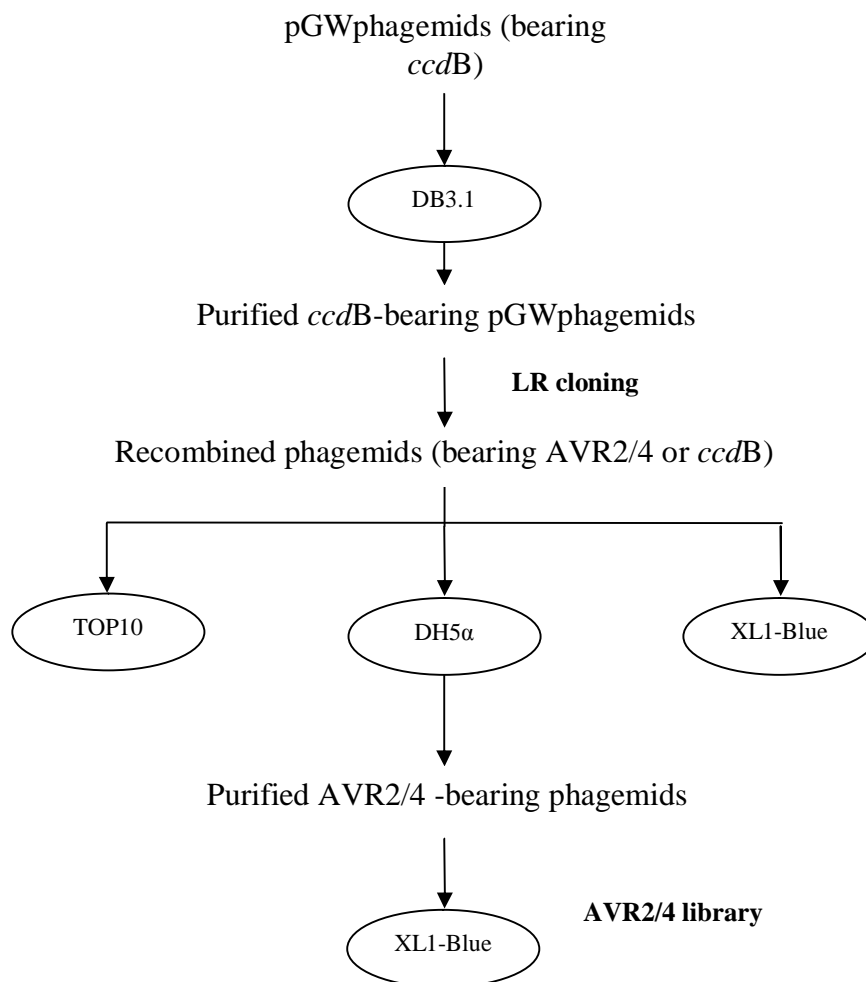 pGWphagemids (bearing
ccdB)
DB3.1
Purified ccdB-bearing pGWphagemids
LR cloning
Recombined phagemids (bearing AVR2/4 or ccdB)
TOP10
DH5α
XL1-Blue
Purified AVR2/4 -bearing phagemids
AVR2/4 library
XL1-Blue